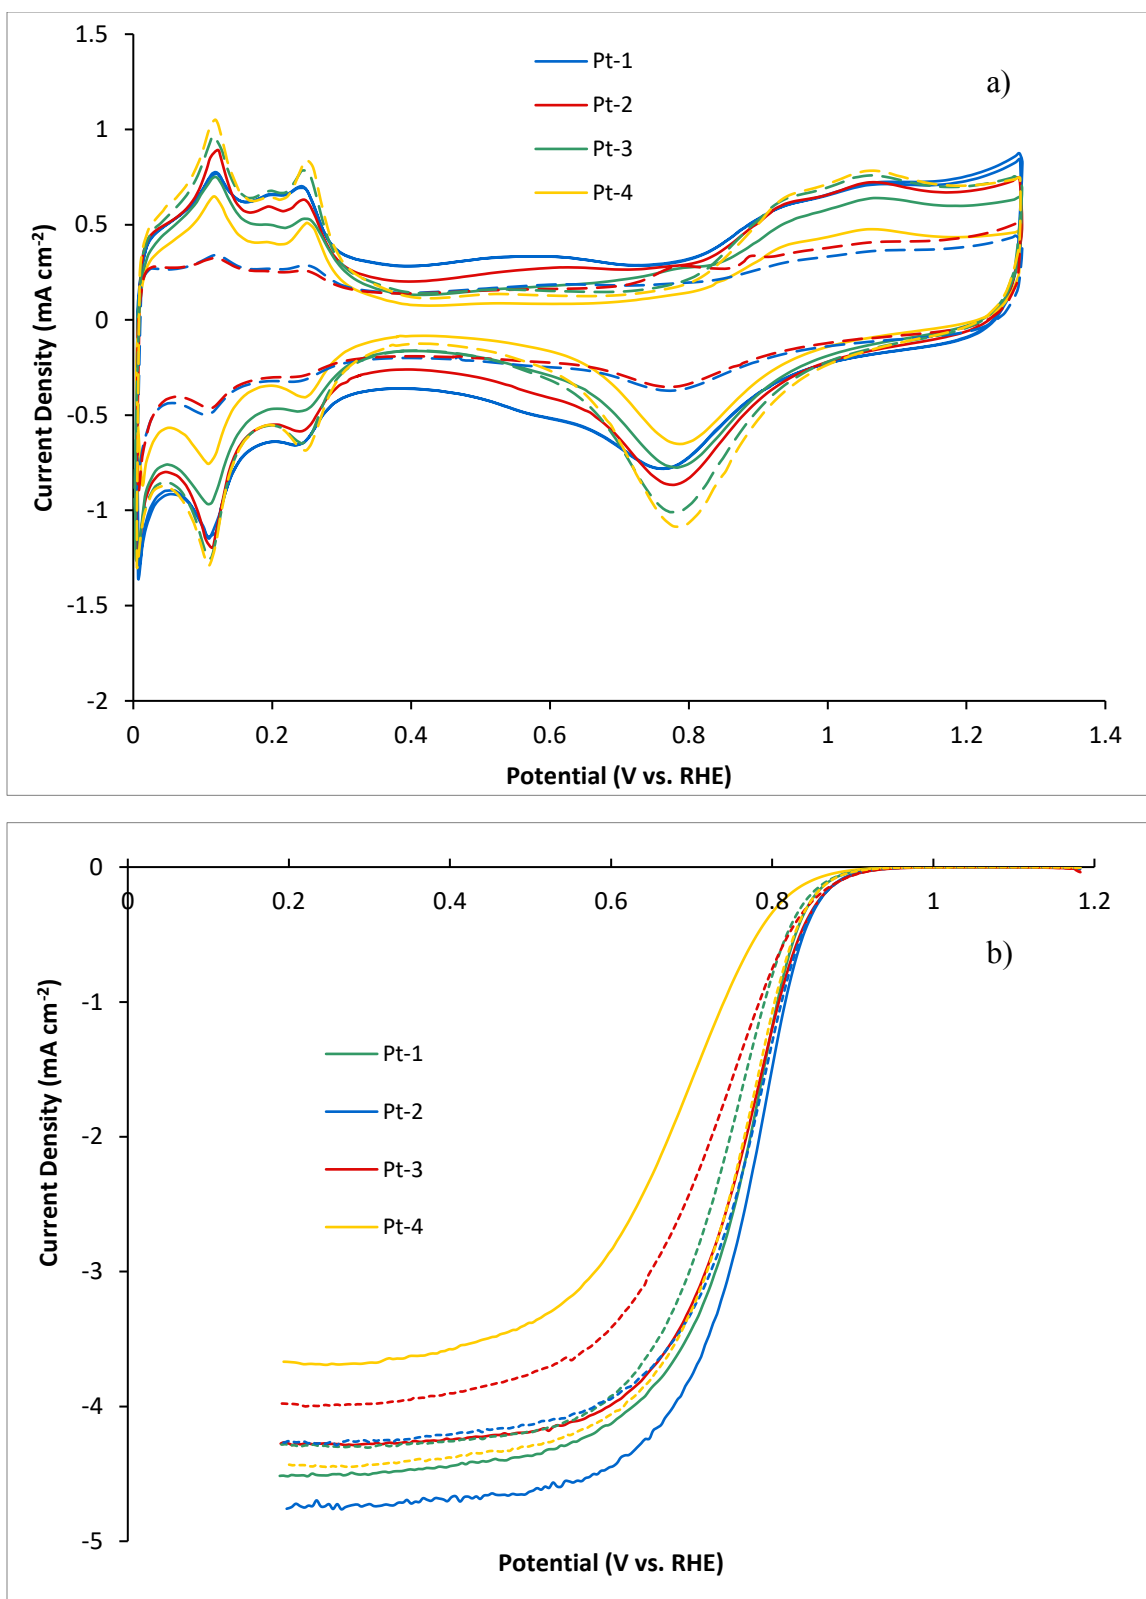 a)
Pt-1
Pt-2
Pt-3
Pt-4
1.5
1
0.5
0
-0.5
-1
-1.5
-2
Current Density (mA cm⁻²)
0 0.2 0.4 0.6 0.8 1 1.2 1.4
Potential (V vs. RHE)
b)
0
-1
-2
-3
-4
-5
0 0.2 0.4 0.6 0.8 1 1.2
Current Density (mA cm⁻²)
Pt-1
Pt-2
Pt-3
Pt-4
Potential (V vs. RHE)